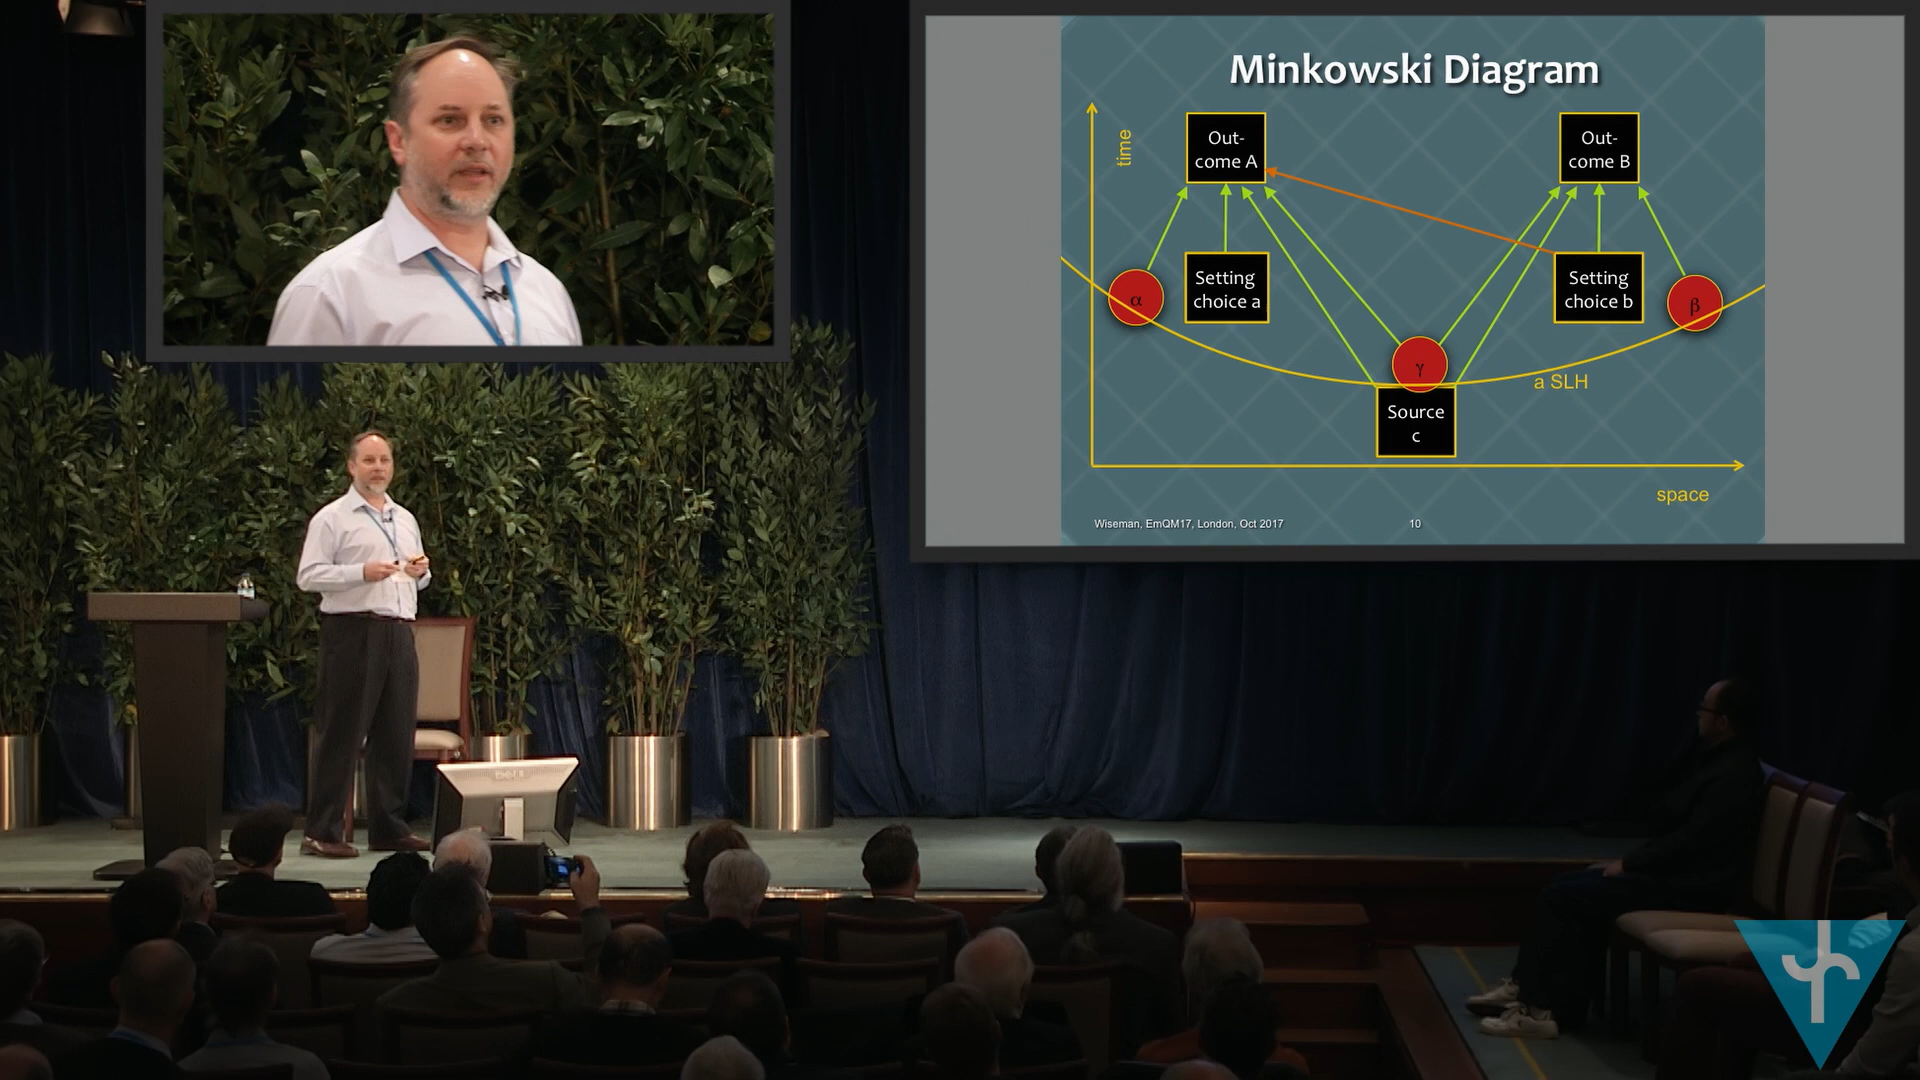 Minkowski Diagram
time
Out-
come A
Out-
come B
Setting
choice a
Setting
choice b
α
β
γ
a SLH
Source
c
space
Wiseman, EmQM17, London, Oct 2017
10